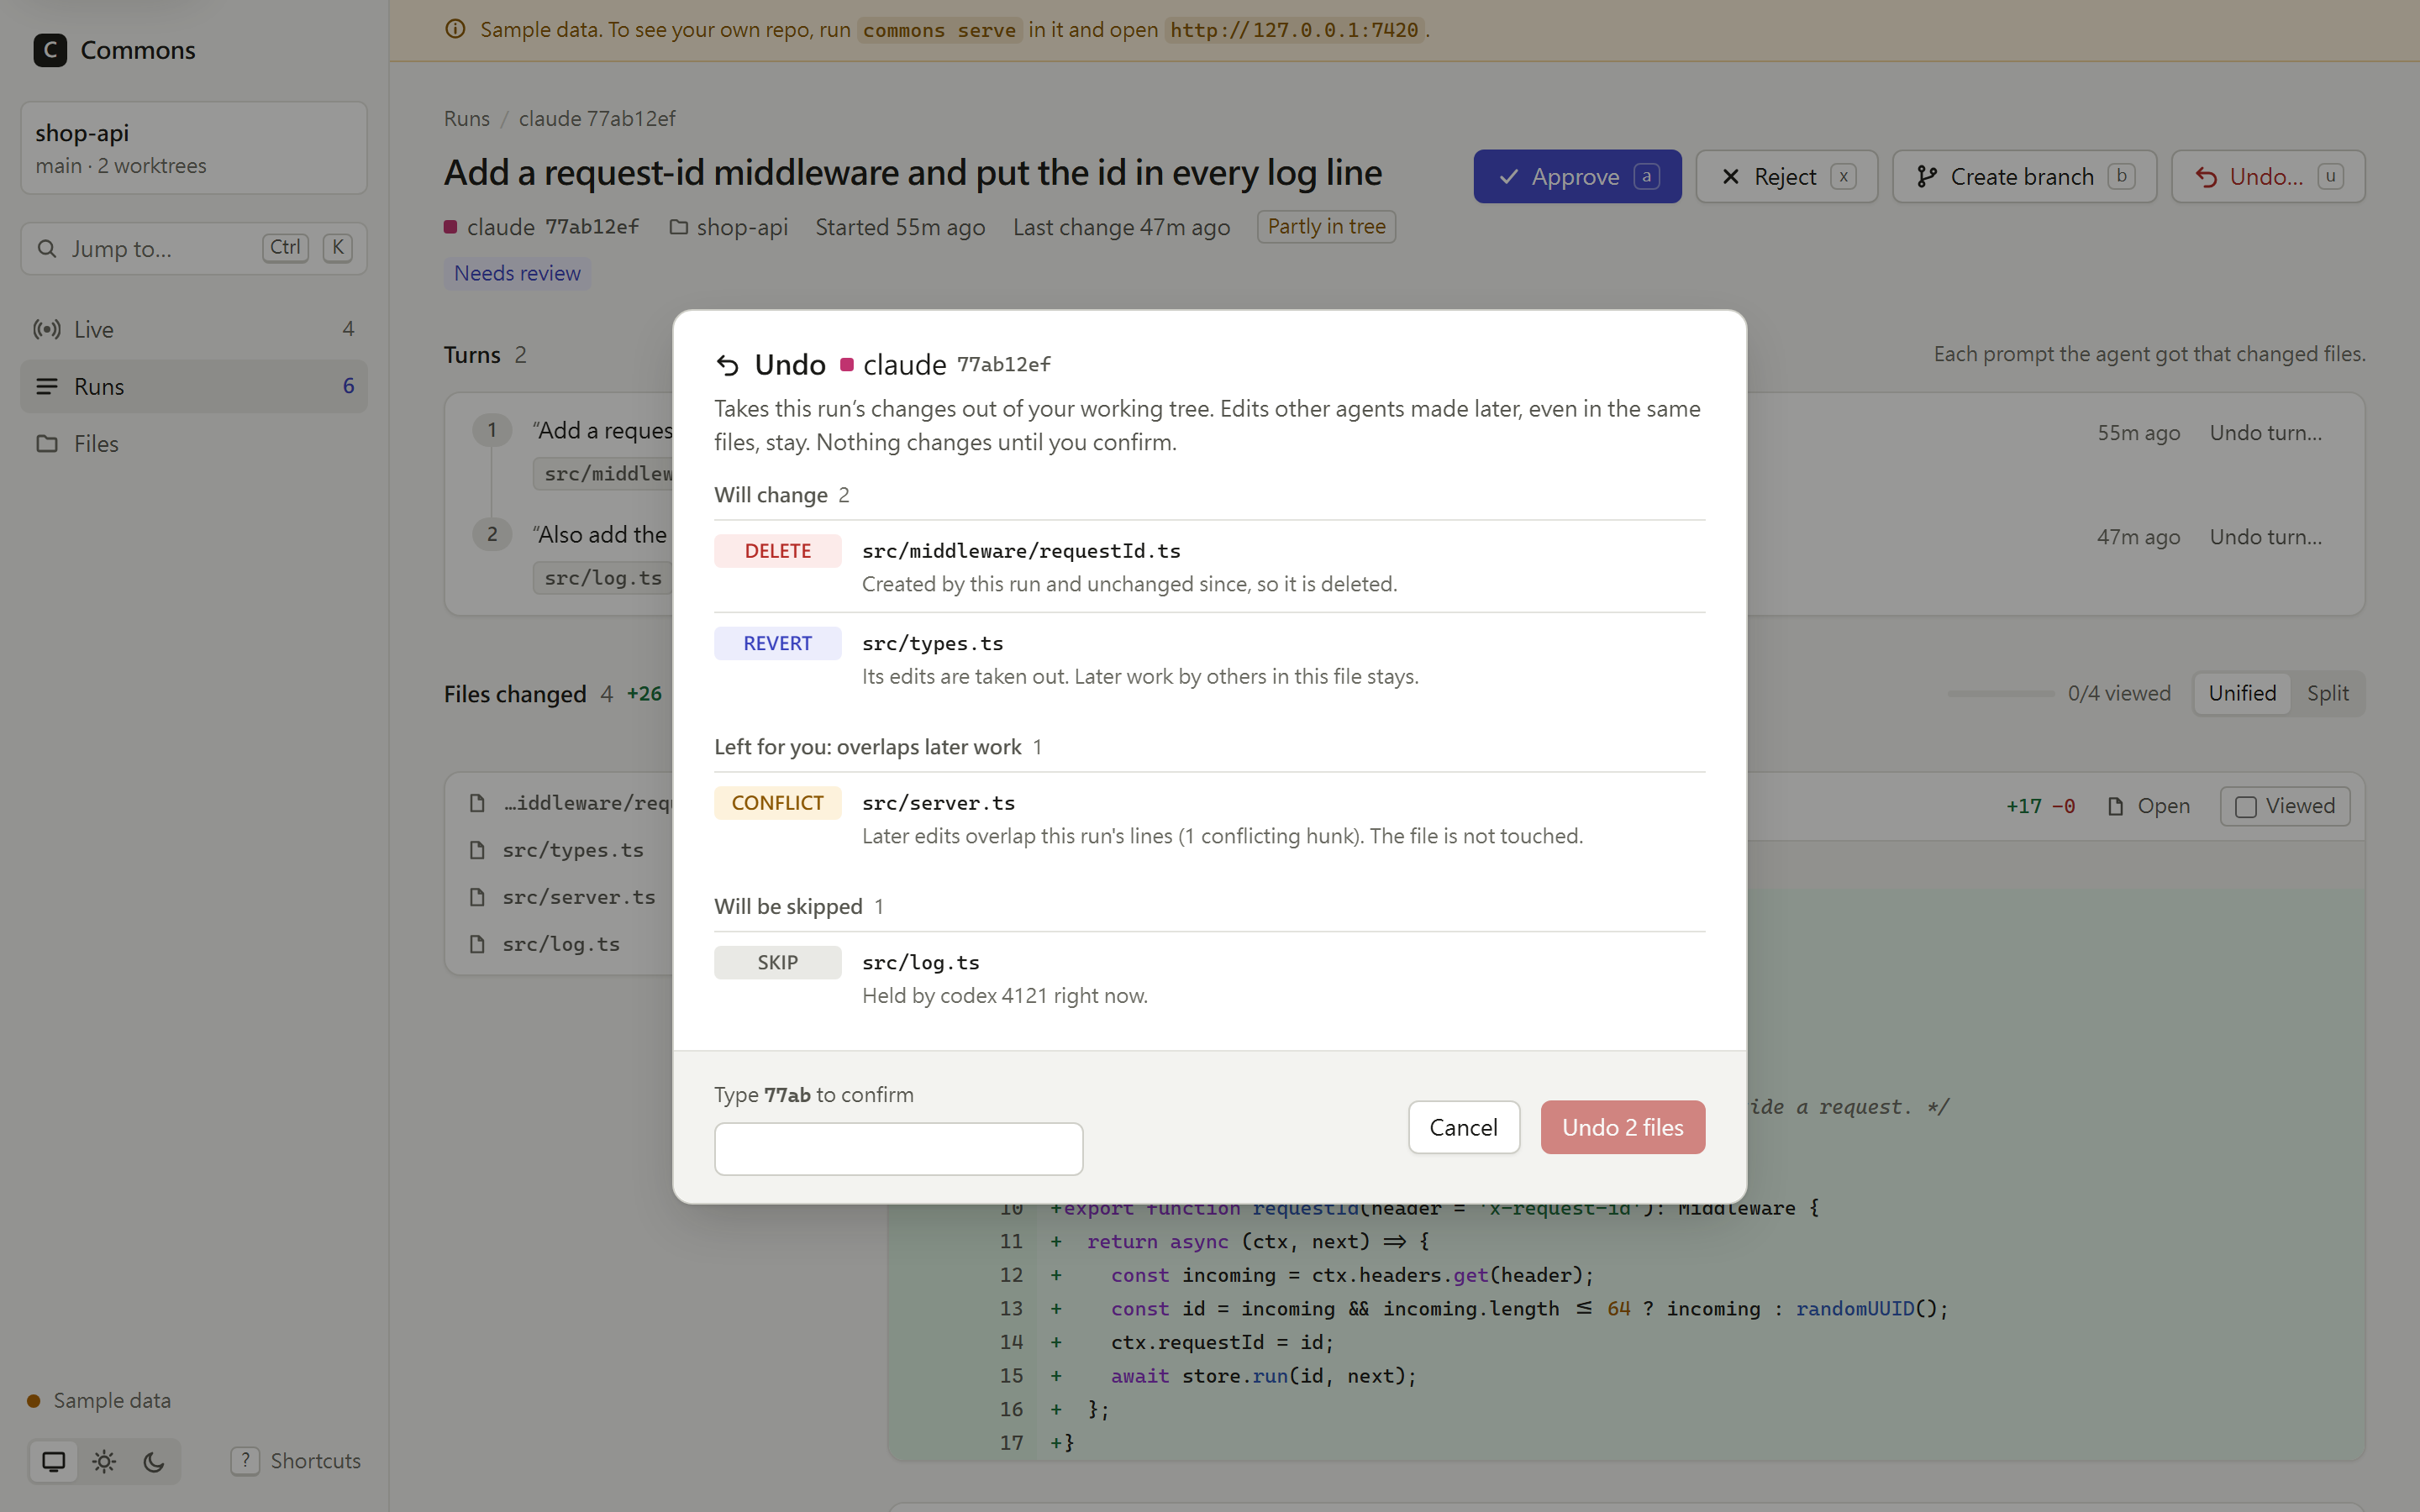 C Commons
shop-api
main · 2 worktrees
Jump to... Ctrl K
Live 4
Runs 6
Files
Sample data
? Shortcuts
Sample data. To see your own repo, run commons serve in it and open http://127.0.0.1:7420.
Runs / claude 77ab12ef
Add a request-id middleware and put the id in every log line
Approve a
Reject x
Create branch b
Undo... u
claude 77ab12ef shop-api Started 55m ago Last change 47m ago Partly in tree
Needs review
Turns 2
Each prompt the agent got that changed files.
1 “Add a reques
55m ago Undo turn...
src/middlew
2 “Also add the
47m ago Undo turn...
src/log.ts
Files changed 4 +26
0/4 viewed Unified Split
…iddleware/req
src/types.ts
src/server.ts
src/log.ts
+17 −0 Open Viewed
Undo claude 77ab12ef
Takes this run’s changes out of your working tree. Edits other agents made later, even in the same
files, stay. Nothing changes until you confirm.
Will change 2
DELETE src/middleware/requestId.ts
Created by this run and unchanged since, so it is deleted.
REVERT src/types.ts
Its edits are taken out. Later work by others in this file stays.
Left for you: overlaps later work 1
CONFLICT src/server.ts
Later edits overlap this run's lines (1 conflicting hunk). The file is not touched.
Will be skipped 1
SKIP src/log.ts
Held by codex 4121 right now.
Type 77ab to confirm
Cancel
Undo 2 files
ide a request. */
10 +export function requestId(header = 'x-request-id'): Middleware {
11 + return async (ctx, next) => {
12 + const incoming = ctx.headers.get(header);
13 + const id = incoming && incoming.length ≤ 64 ? incoming : randomUUID();
14 + ctx.requestId = id;
15 + await store.run(id, next);
16 + };
17 +}